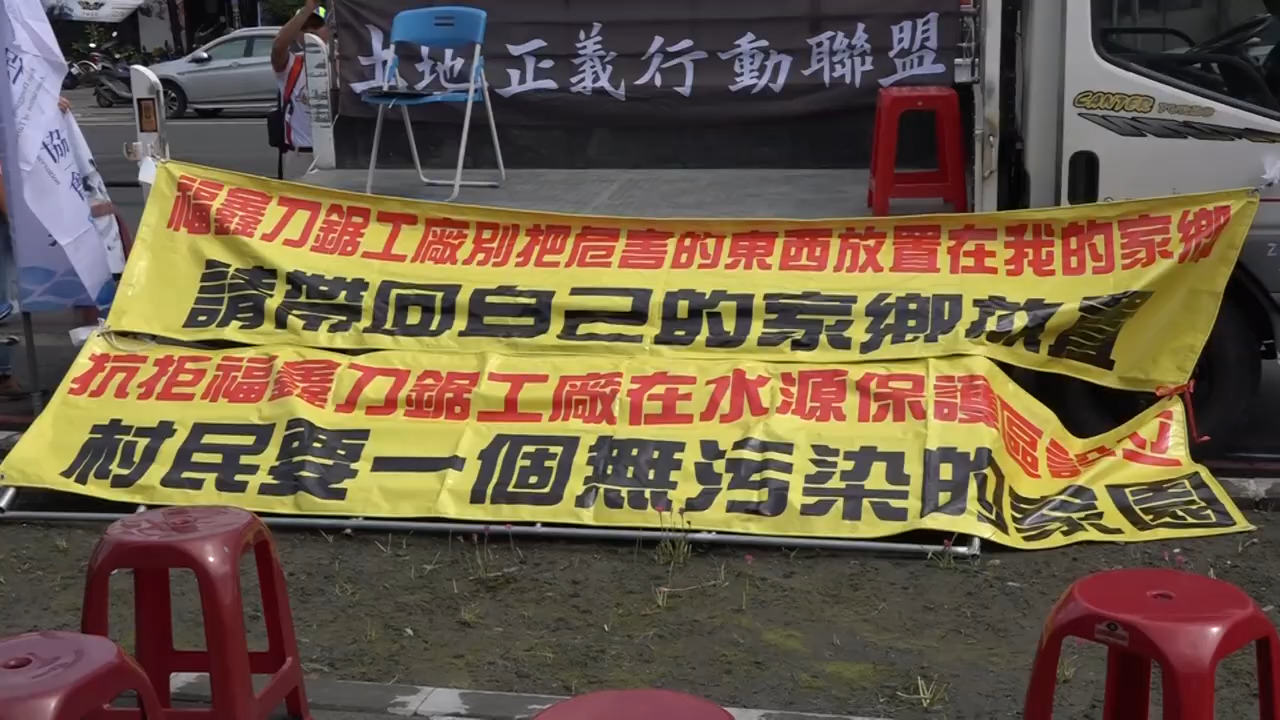 土地正義行動聯盟
CANTER
協會
福鑫刀鋸工廠別把危害的東西放置在我的家鄉
請帶回自己的家鄉放置
抗拒福鑫刀鋸工廠在水源保護區設立
村民要一個無污染的家園